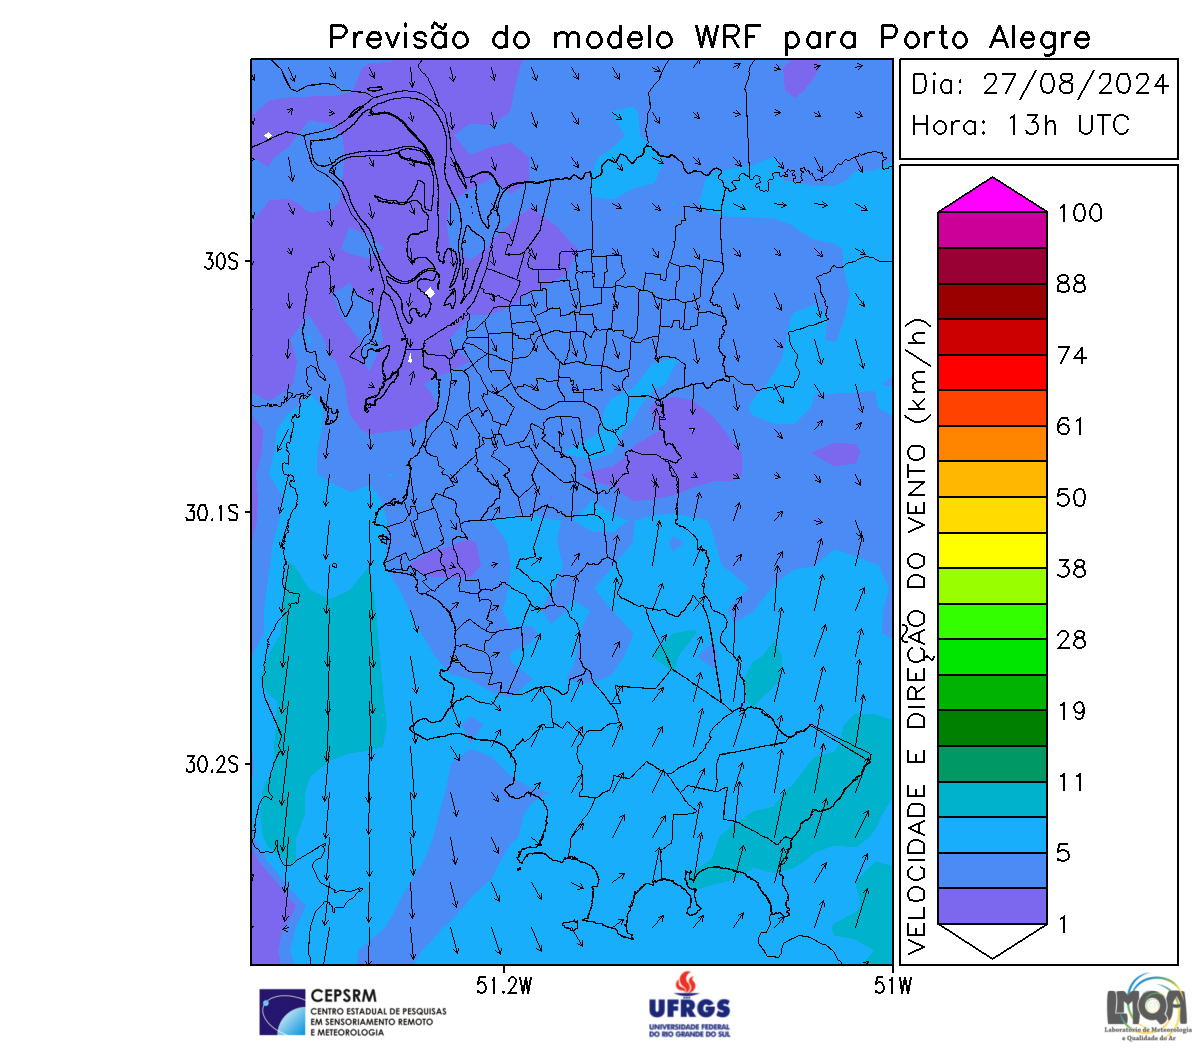 Previsão do modelo WRF para Porto Alegre
Dia: 27/08/2024
Hora: 13h UTC
100
88
74
61
50
38
28
19
11
5
1
VELOCIDADE E DIREÇÃO DO VENTO (km/h)
30S
30.1S
30.2S
51.2W
51W
CEPSRM
CENTRO ESTADUAL DE PESQUISAS
EM SENSORIAMENTO REMOTO
E METEOROLOGIA
UFRGS
UNIVERSIDADE FEDERAL
DO RIO GRANDE DO SUL
LMQA
Laboratório de Meteorologia
e Qualidade do Ar